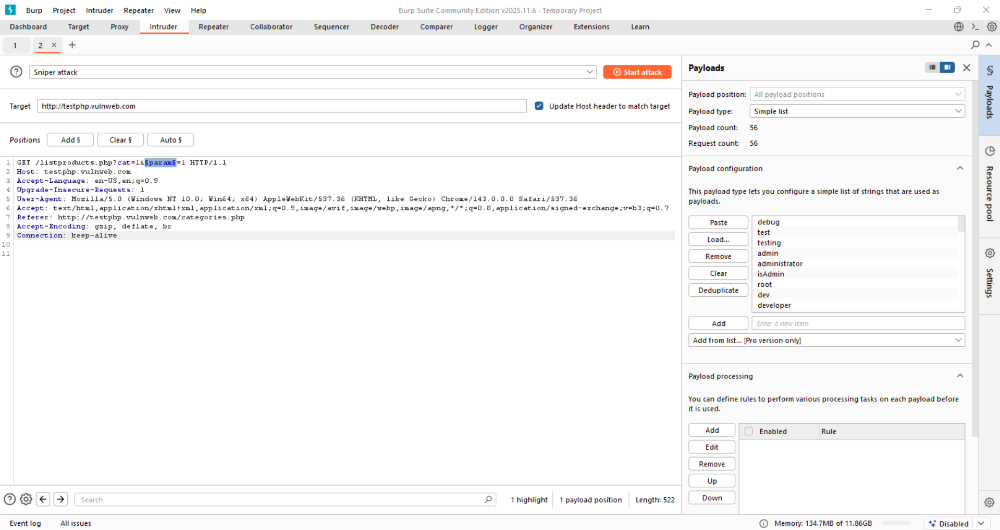 Burp Project Intruder Repeater View Help
Burp Suite Community Edition v2025.11.6 - Temporary Project
Dashboard Target Proxy Intruder Repeater Collaborator Sequencer Decoder Comparer Logger Organizer Extensions Learn
1 2 × +
Sniper attack
Start attack
Target http://testphp.vulnweb.com Update Host header to match target
Positions Add § Clear § Auto §
1 GET /listproducts.php?cat=1&§param§=1 HTTP/1.1
2 Host: testphp.vulnweb.com
3 Accept-Language: en-US,en;q=0.9
4 Upgrade-Insecure-Requests: 1
5 User-Agent: Mozilla/5.0 (Windows NT 10.0; Win64; x64) AppleWebKit/537.36 (KHTML, like Gecko) Chrome/143.0.0.0 Safari/537.36
6 Accept: text/html,application/xhtml+xml,application/xml;q=0.9,image/avif,image/webp,image/apng,*/*;q=0.8,application/signed-exchange;v=b3;q=0.7
7 Referer: http://testphp.vulnweb.com/categories.php
8 Accept-Encoding: gzip, deflate, br
9 Connection: keep-alive
10
11
Search
1 highlight 1 payload position Length: 522
Payloads
Payload position: All payload positions
Payload type: Simple list
Payload count: 56
Request count: 56
Payload configuration
This payload type lets you configure a simple list of strings that are used as
payloads.
Paste
Load...
Remove
Clear
Deduplicate
debug
test
testing
admin
administrator
isAdmin
root
dev
developer
Add Enter a new item
Add from list... [Pro version only]
Payload processing
You can define rules to perform various processing tasks on each payload before
it is used.
Add
Edit
Remove
Up
Down
Enabled Rule
§ Payloads
Resource pool
Settings
Event log All issues
Memory: 134.7MB of 11.86GB
Disabled